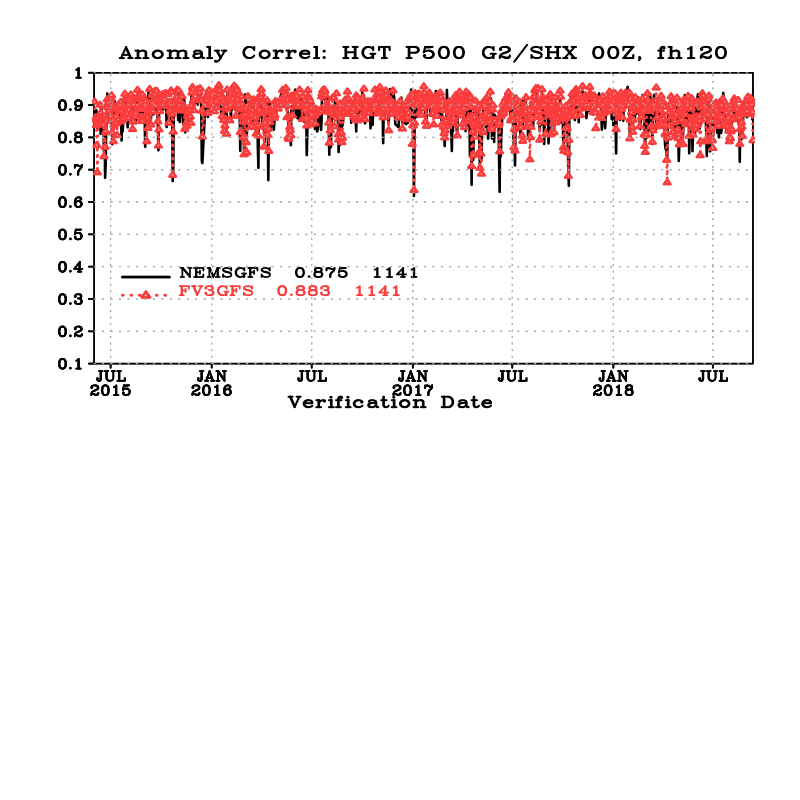 Anomaly Correl: HGT P500 G2/SHX 00Z, fh120
1
0.9
0.8
0.7
0.6
0.5
0.4
0.3
0.2
0.1
NEMSGFS 0.875 1141
FV3GFS 0.883 1141
JUL JAN JUL JAN JUL JAN JUL
2015 2016 2017 2018
Verification Date